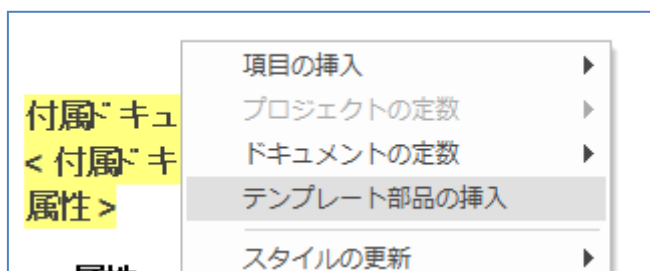 項目の挿入
付属ドキュ
プロジェクトの定数
<付属ドキ
ドキュメントの定数
属性>
テンプレート部品の挿入
スタイルの更新